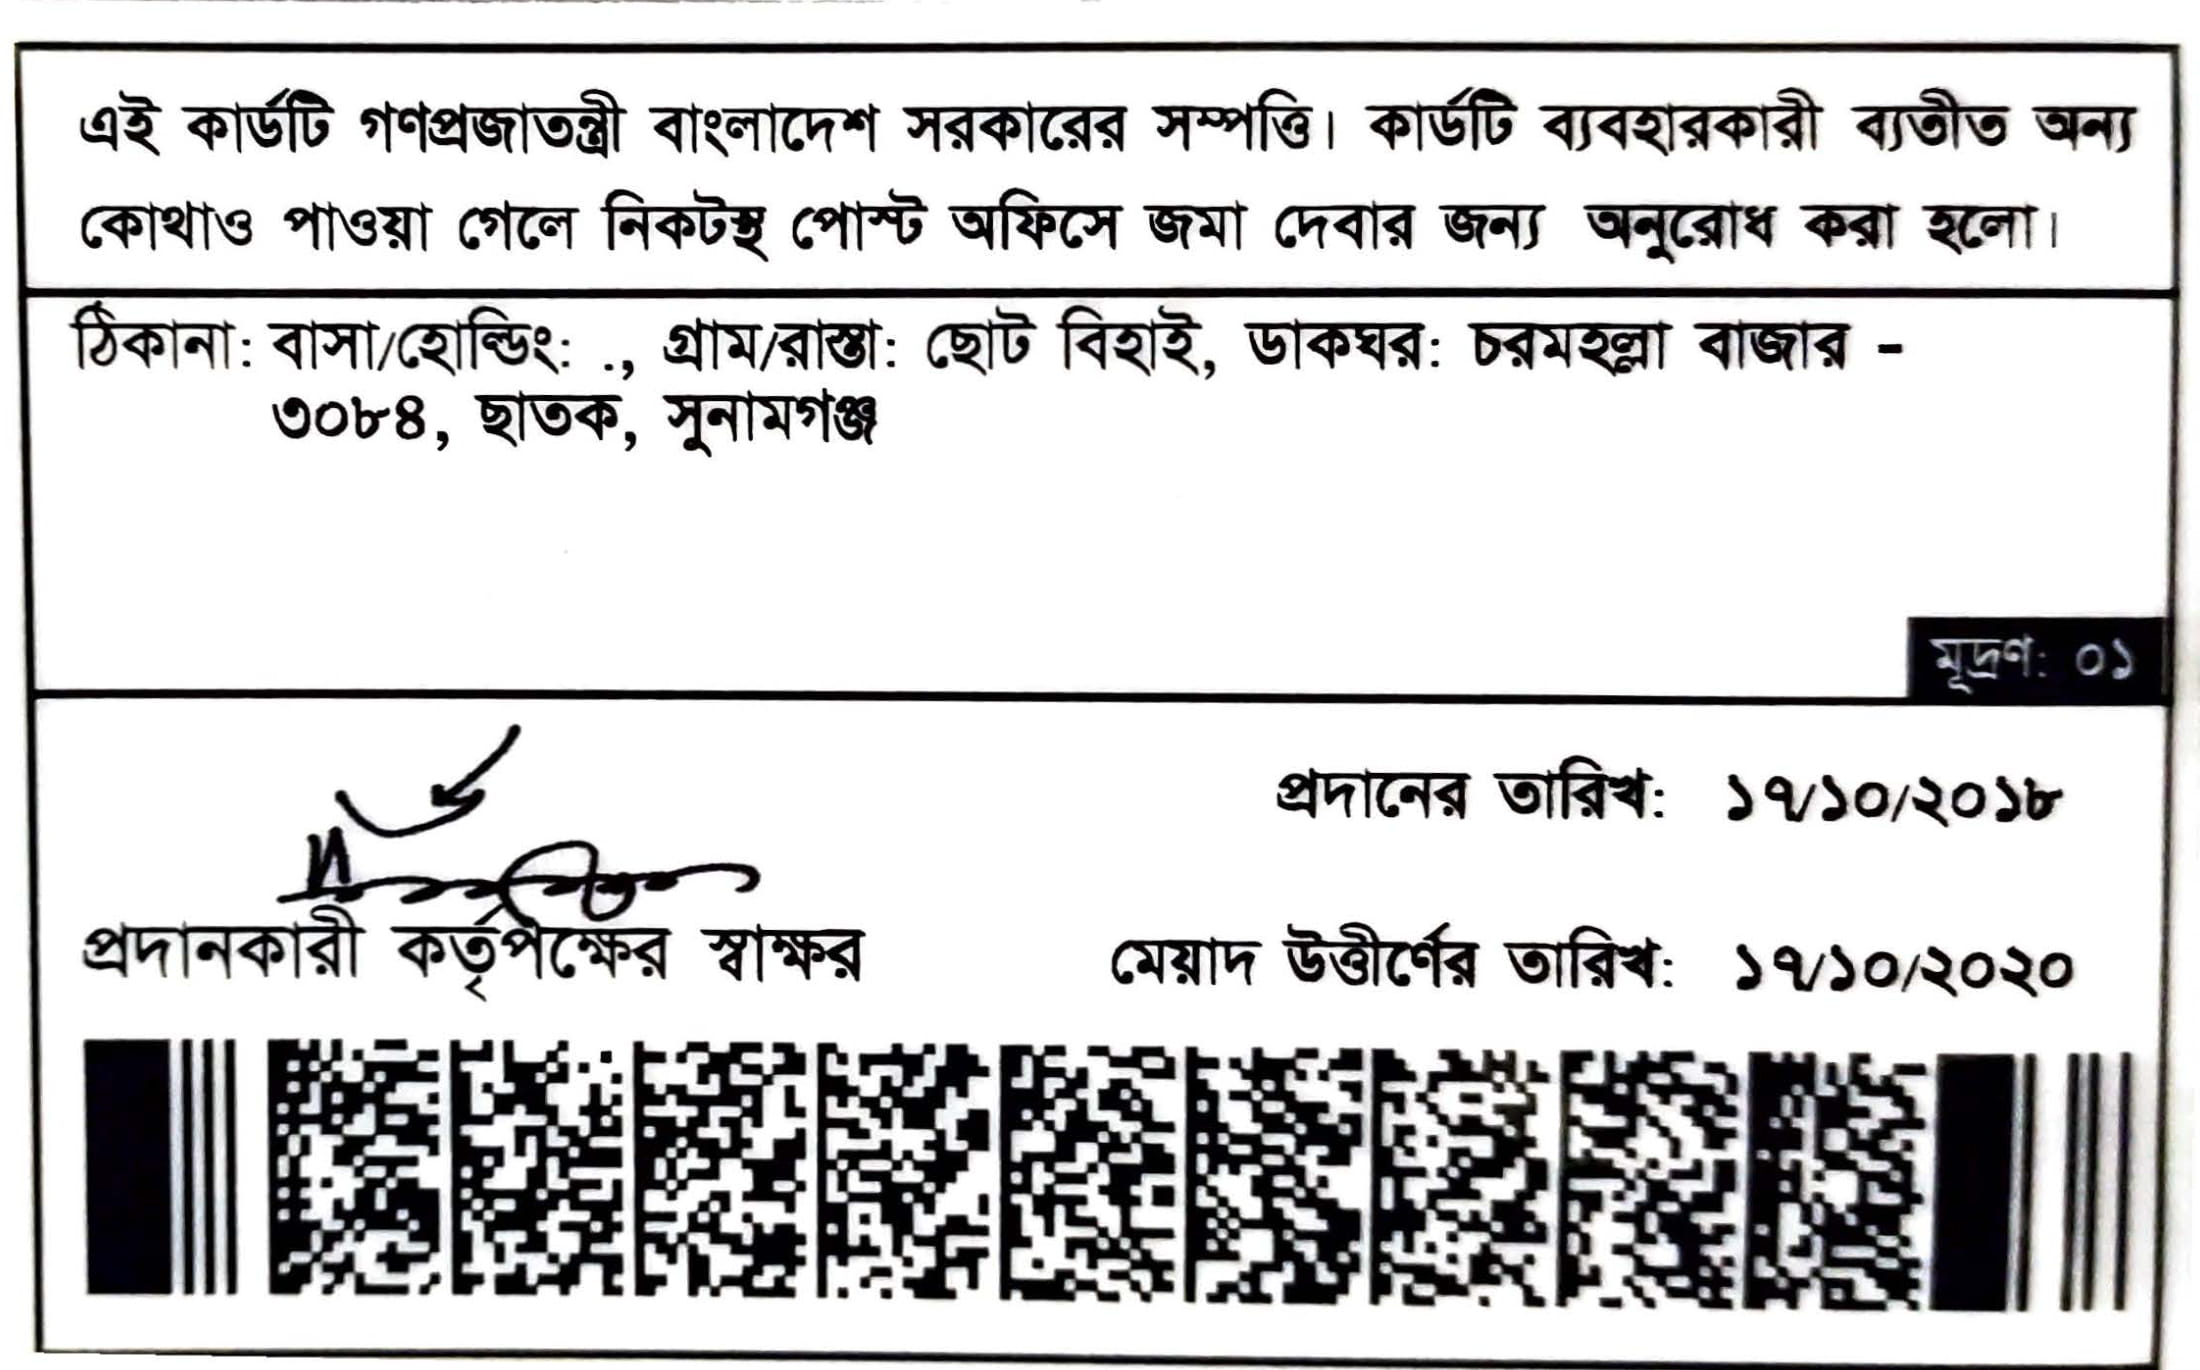 এই কার্ডটি গণপ্রজাতন্ত্রী বাংলাদেশ সরকারের সম্পত্তি। কার্ডটি ব্যবহারকারী ব্যতীত অন্য
কোথাও পাওয়া গেলে নিকটস্থ পোস্ট অফিসে জমা দেবার জন্য অনুরোধ করা হলো।
ঠিকানা: বাসা/হোল্ডিং: ., গ্রাম/রাস্তা: ছোট বিহাই, ডাকঘর: চরমহল্লা বাজার -
৩০৮৪, ছাতক, সুনামগঞ্জ
মূদ্রণ: ০১
প্রদানের তারিখ: ১৭/১০/২০১৮
প্রদানকারী কর্তৃপক্ষের স্বাক্ষর
মেয়াদ উত্তীর্ণের তারিখ: ১৭/১০/২০২০